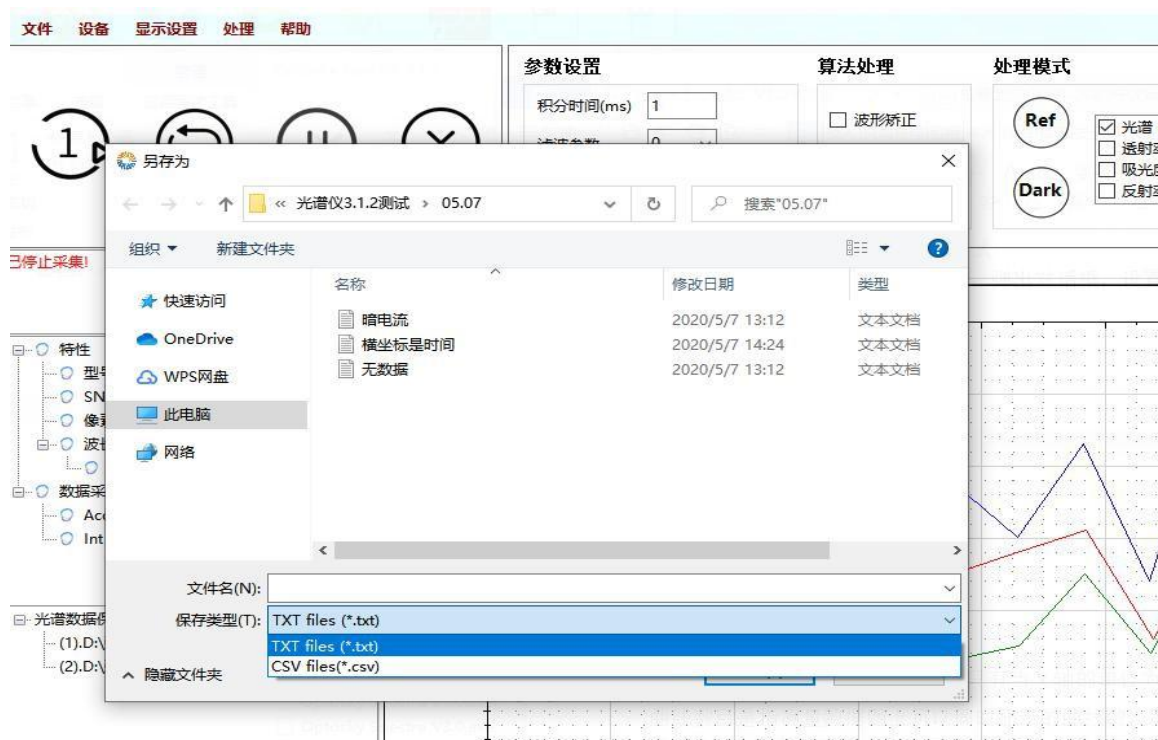 文件 设备 显示设置 处理 帮助
参数设置 算法处理 处理模式
积分时间(ms) 1
波形矫正
Ref
光谱
1
另存为
Dark
光谱仪3.1.2测试 › 05.07
搜索"05.07"
组织 新建文件夹
已停止采集!
名称 修改日期 类型
快速访问
暗电流 2020/5/7 13:12 文本文档
OneDrive
横坐标是时间 2020/5/7 14:24 文本文档
特性
无数据 2020/5/7 13:12 文本文档
WPS网盘
SN
此电脑
网络
数据采
Int
文件名(N):
光谱数据
保存类型(T): TXT files (*.txt)
(1).D:\
TXT files (*.txt)
(2).D:\
CSV files(*.csv)
隐藏文件夹